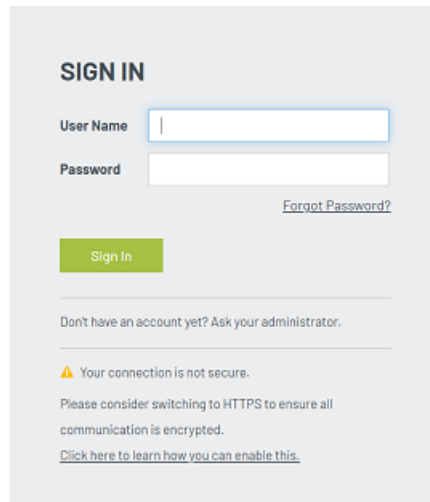 SIGN IN
User Name
Password
Forgot Password?
Sign In
Don't have an account yet? Ask your administrator.
Your connection is not secure.
Please consider switching to HTTPS to ensure all
communication is encrypted.
Click here to learn how you can enable this.